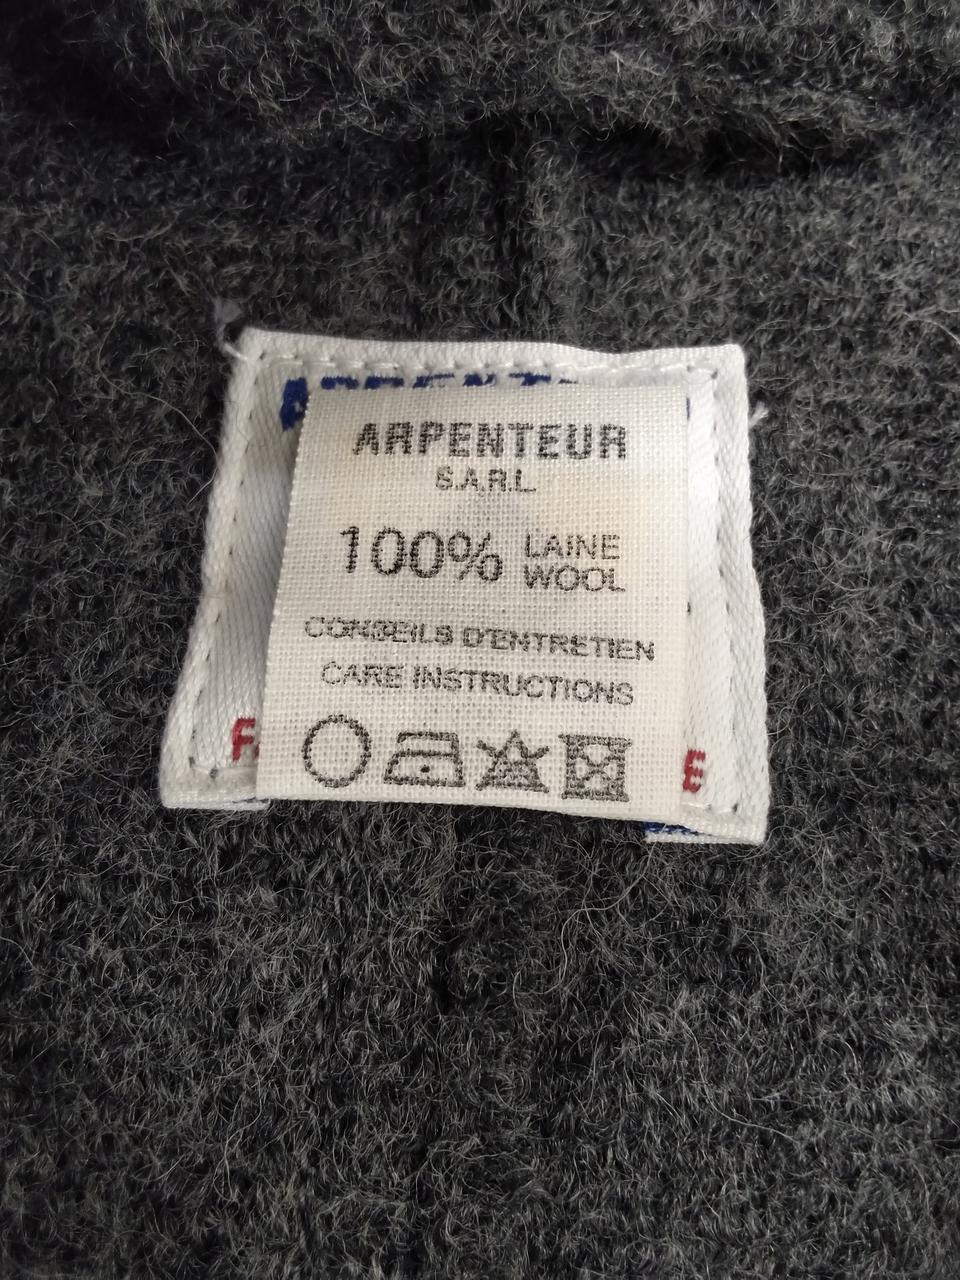 ARPENTEUR
S.A.R.L.
100% LAINE
WOOL
CONSEILS D'ENTRETIEN
CARE INSTRUCTIONS